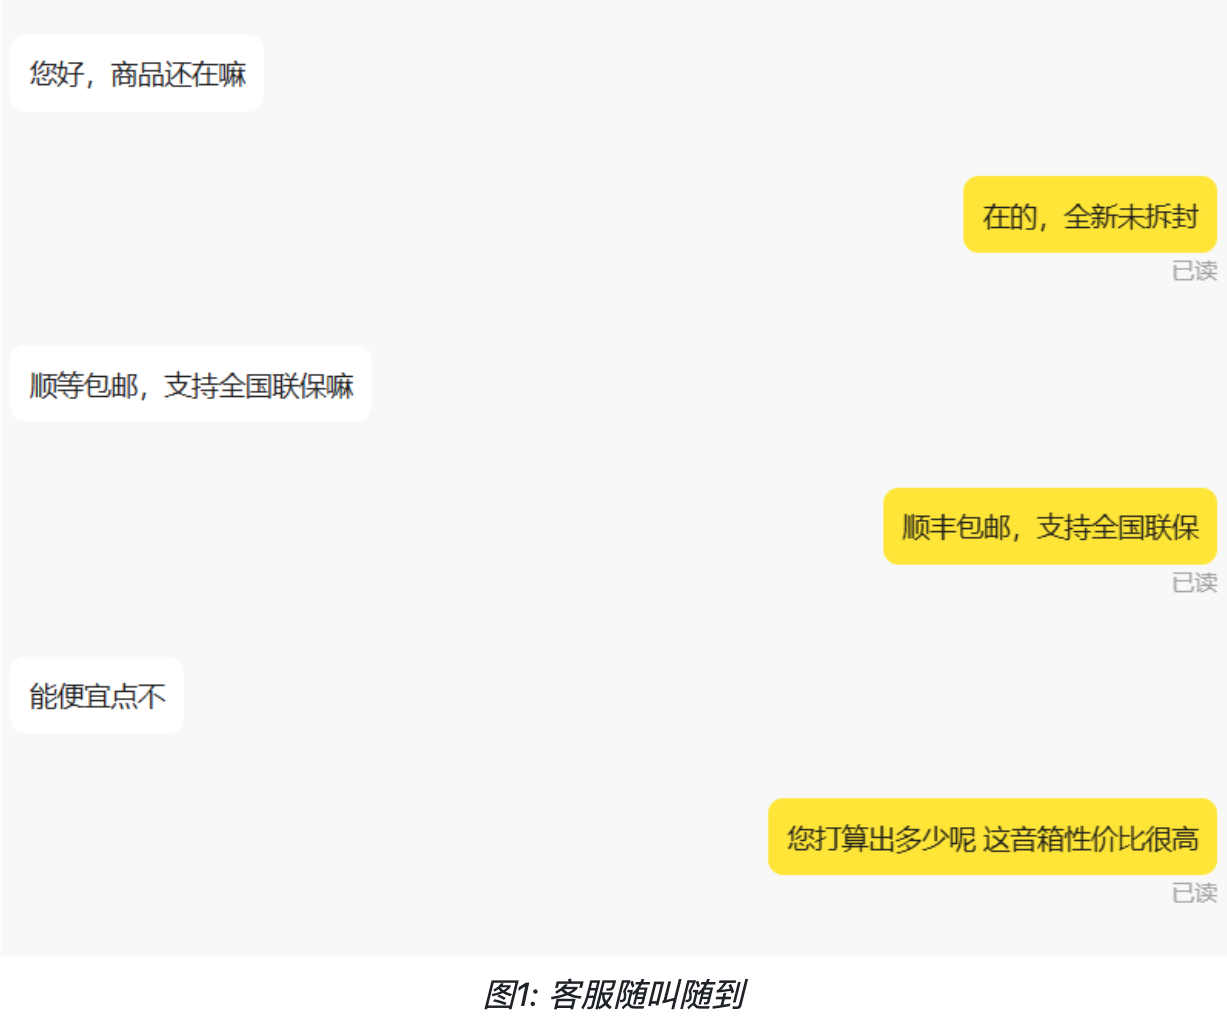 您好，商品还在嘛
在的，全新未拆封
已读
顺等包邮，支持全国联保嘛
顺丰包邮，支持全国联保
已读
能便宜点不
您打算出多少呢 这音箱性价比很高
已读
图1: 客服随叫随到